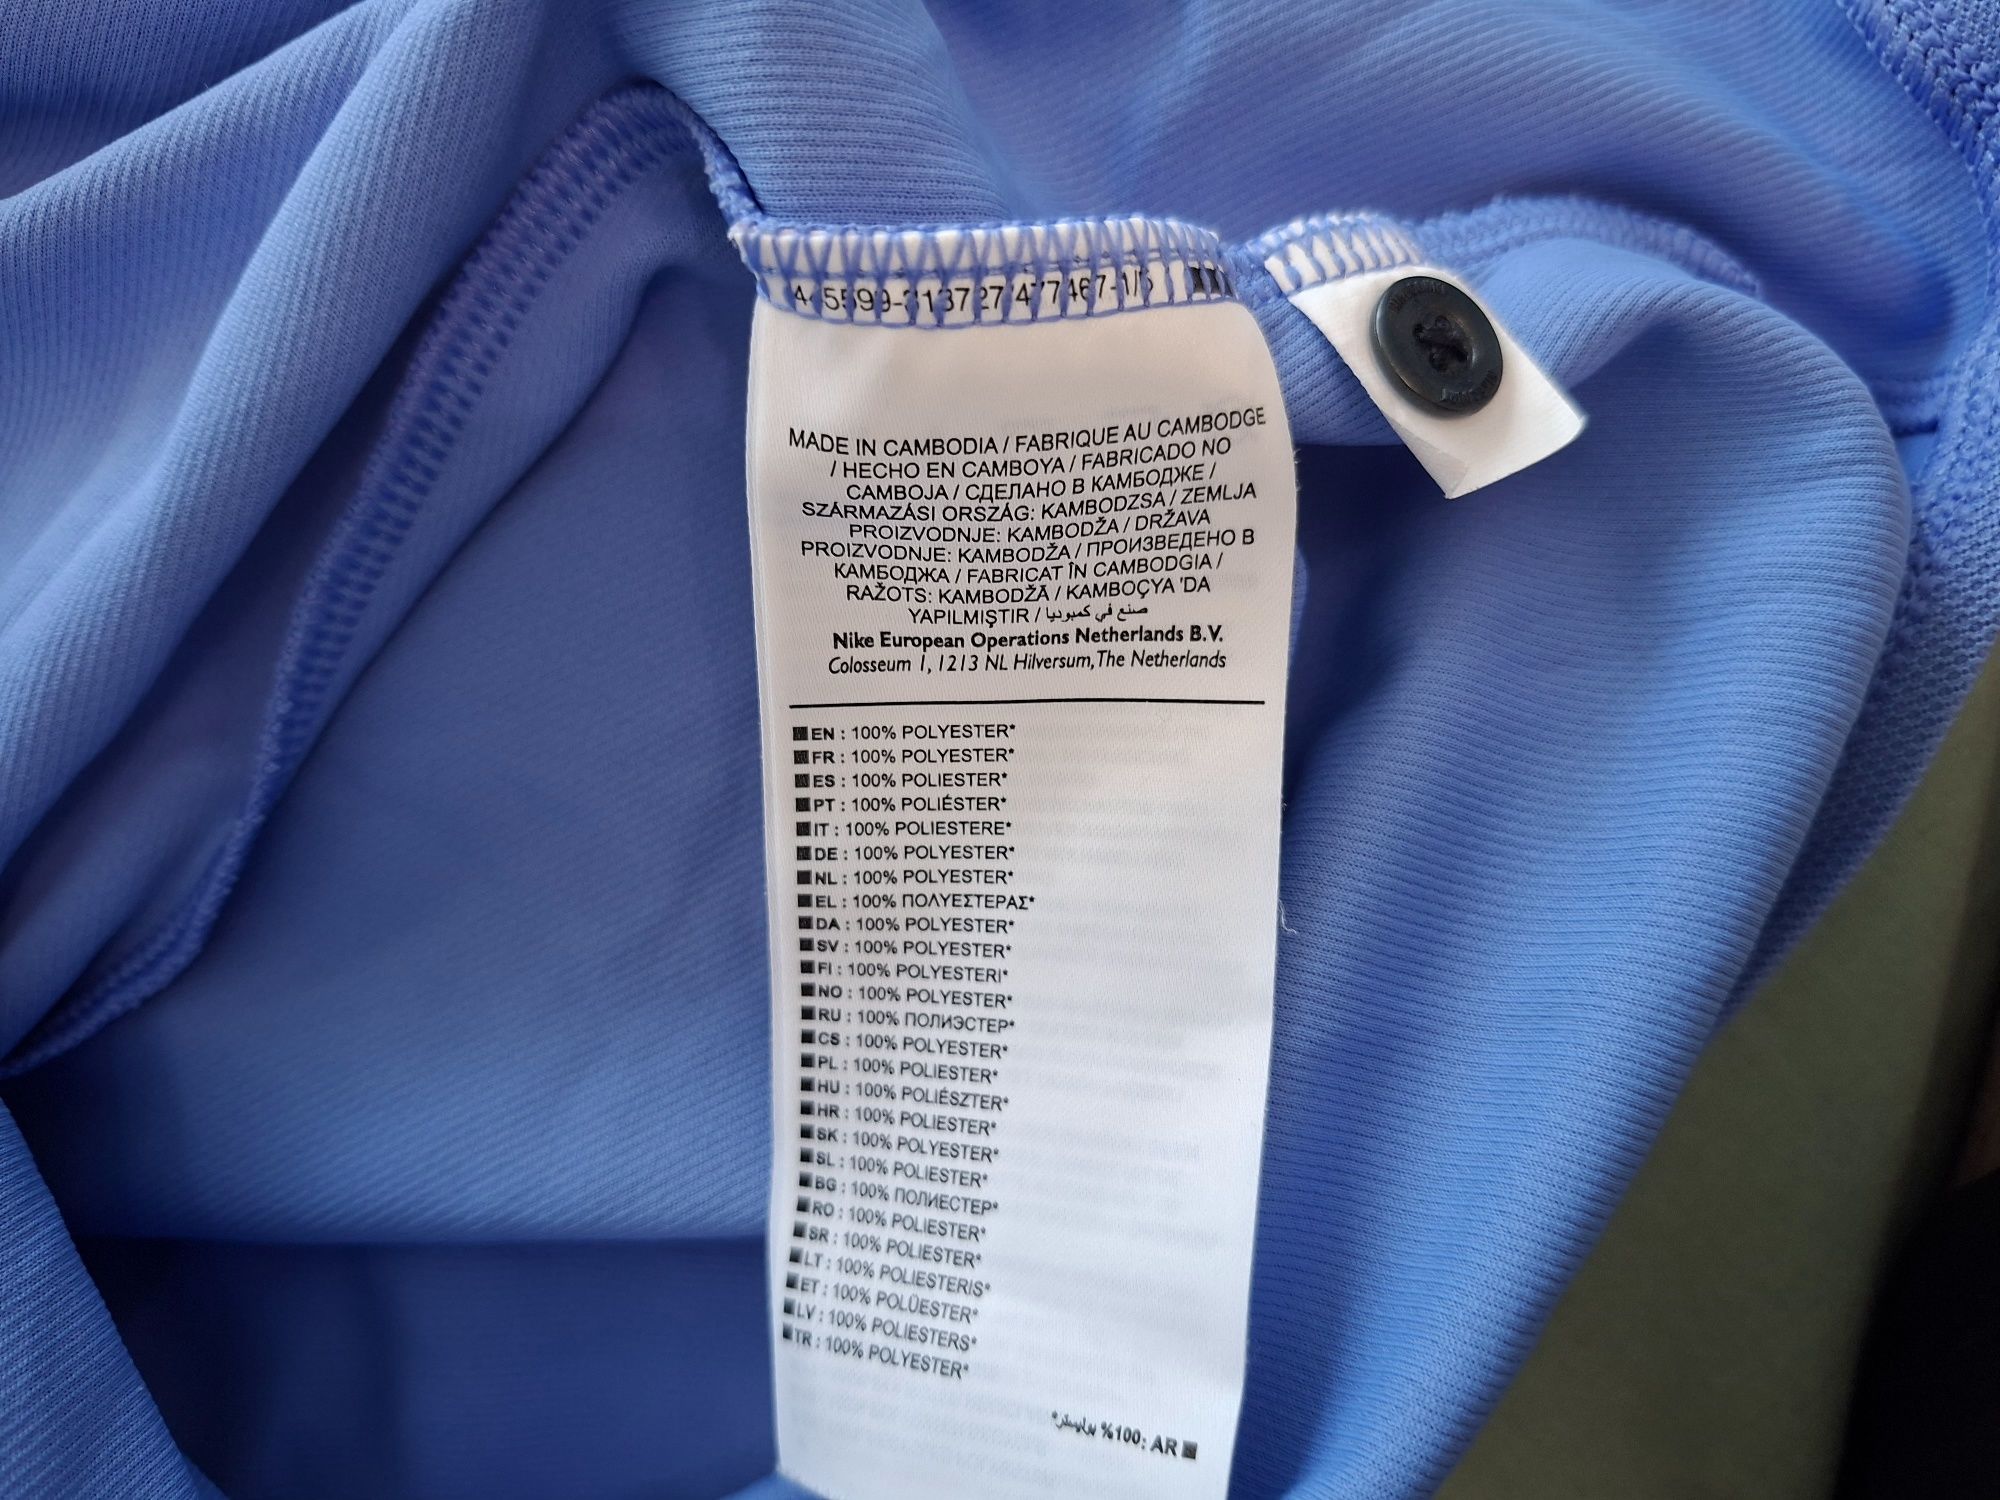 MADE IN CAMBODIA / FABRIQUE AU CAMBODGE
/ HECHO EN CAMBOYA / FABRICADO NO
CAMBOJA / СДЕЛАНО В КАМБОДЖЕ /
SZÁRMAZÁSI ORSZÁG: KAMBODZSA / ZEMLJA
PROIZVODNJE: KAMBODŽA / DRŽAVA
PROIZVODNJE: KAMBODŽA / ПРОИЗВЕДЕНО В
КАМБОДЖА / FABRICAT ÎN CAMBODGIA /
RAŽOTS: KAMBODŽĀ / KAMBOÇYA 'DA
YAPILMIŞTIR / صنع في كمبوديا
Nike European Operations Netherlands B.V.
Colosseum 1, 1213 NL Hilversum, The Netherlands
EN : 100% POLYESTER*
FR : 100% POLYESTER*
ES : 100% POLIESTER*
PT : 100% POLIÉSTER*
IT : 100% POLIESTERE*
DE : 100% POLYESTER*
NL : 100% POLYESTER*
EL : 100% ΠΟΛΥΕΣΤΕΡΑΣ*
DA : 100% POLYESTER*
SV : 100% POLYESTER*
FI : 100% POLYESTERI*
NO : 100% POLYESTER*
RU : 100% ПОЛИЭСТЕР*
CS : 100% POLYESTER*
PL : 100% POLIESTER*
HU : 100% POLIÉSZTER*
HR : 100% POLIESTER*
SK : 100% POLYESTER*
SL : 100% POLIESTER*
BG : 100% ПОЛИЕСТЕР*
RO : 100% POLIESTER*
SR : 100% POLIESTER*
LT : 100% POLIESTERIS*
ET : 100% POLÜESTER*
LV : 100% POLIESTERS*
TR : 100% POLYESTER*
AR :100% بوليستر*